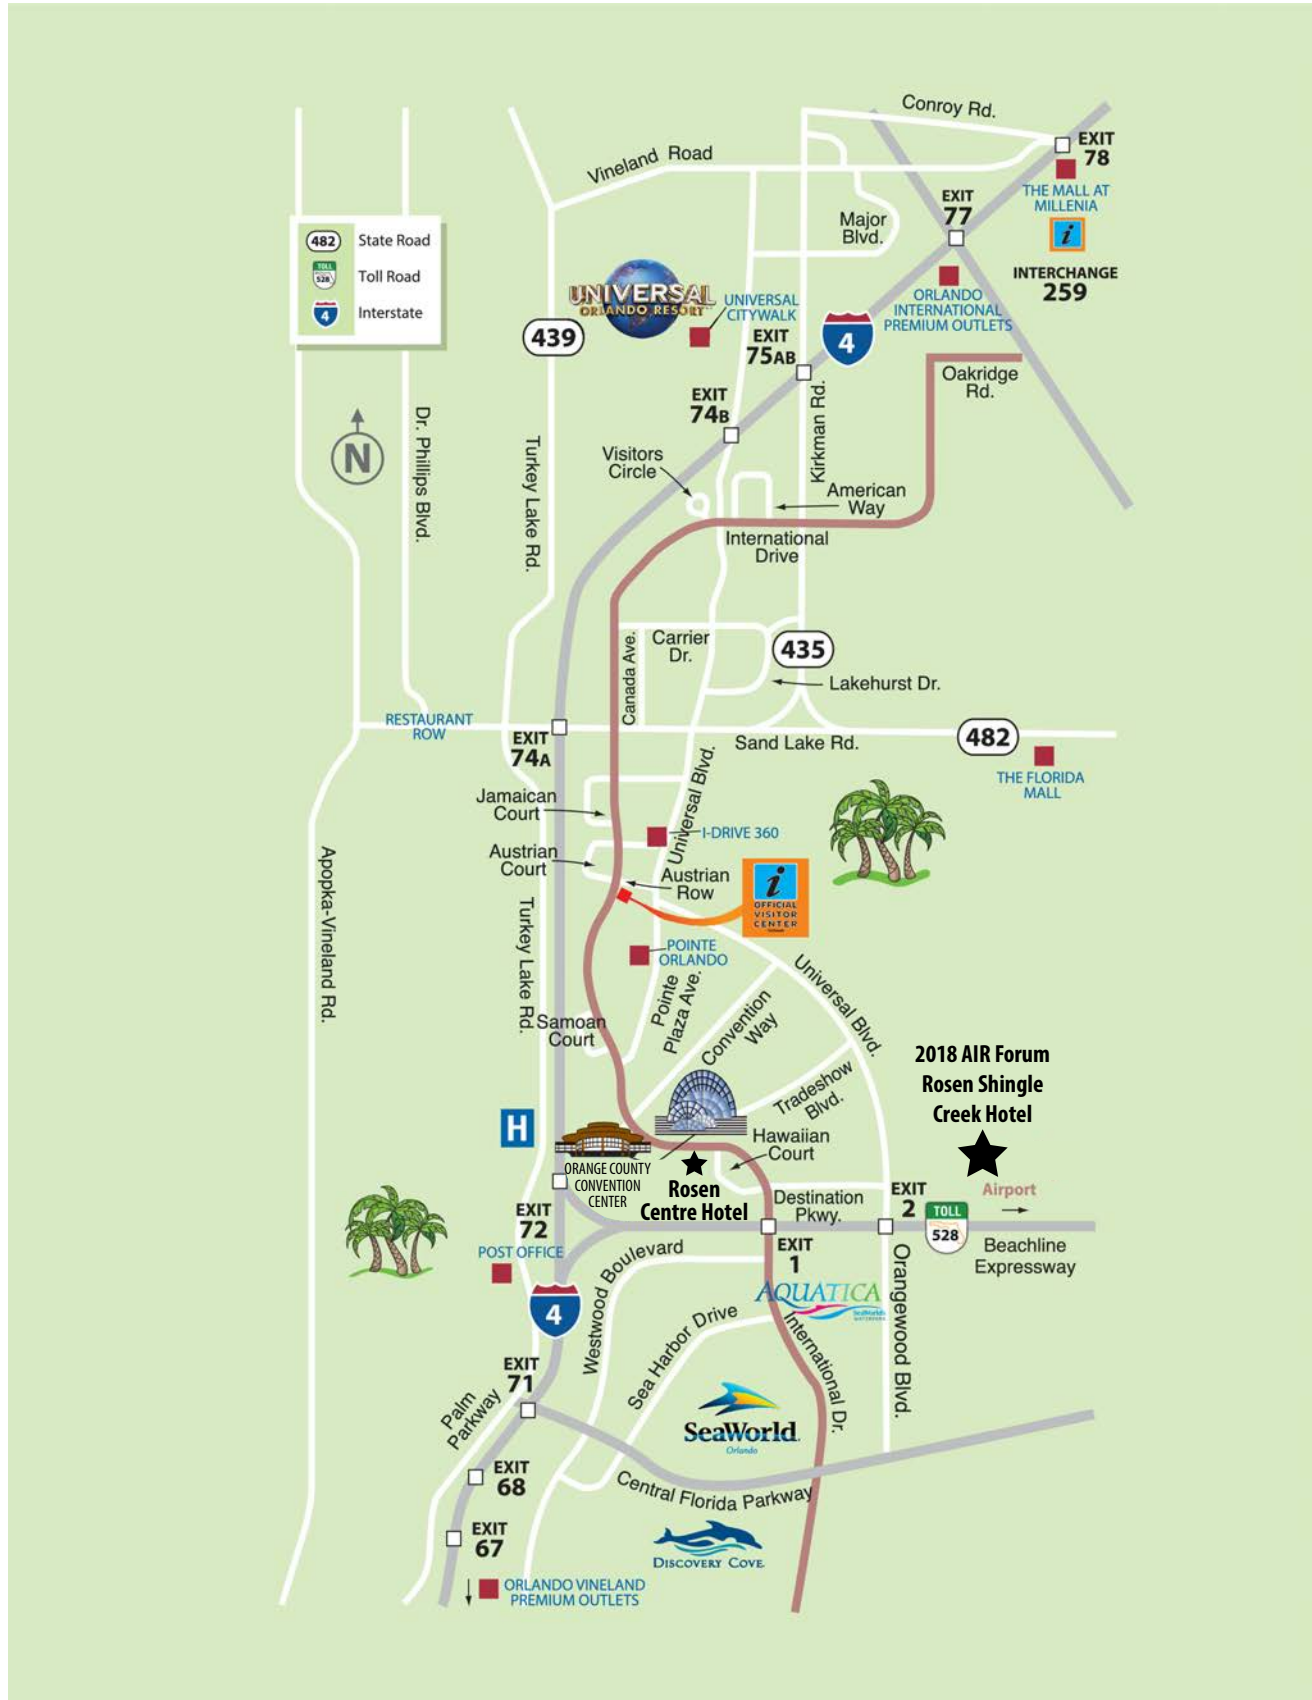 Conroy Rd.
EXIT
78
Vineland Road
THE MALL AT
MILLENIA
EXIT
77
Major
Blvd.
482 State Road
TOLL
528 Toll Road
4 Interstate
INTERCHANGE
259
UNIVERSAL
ORLANDO RESORT
UNIVERSAL
CITYWALK
ORLANDO
INTERNATIONAL
PREMIUM OUTLETS
439
EXIT
75AB
4
Oakridge
Rd.
EXIT
74B
Kirkman Rd.
Dr. Phillips Blvd.
N
Turkey Lake Rd.
Visitors
Circle
American
Way
International
Drive
Canada Ave.
Carrier
Dr.
435
Lakehurst Dr.
RESTAURANT
ROW
EXIT
74A
Sand Lake Rd.
482
THE FLORIDA
MALL
Universal Blvd.
Jamaican
Court
I-DRIVE 360
Austrian
Court
Austrian
Row
i
OFFICIAL
VISITOR
CENTER
Apopka-Vineland Rd.
Turkey Lake Rd.
POINTE
ORLANDO
Universal Blvd.
Pointe
Plaza Ave.
Convention
Way
Samoan
Court
2018 AIR Forum
Rosen Shingle
Creek Hotel
Tradeshow
Blvd.
H
Hawaiian
Court
ORANGE COUNTY
CONVENTION
CENTER
Rosen
Centre Hotel
Destination
Pkwy.
EXIT
2
Airport
TOLL
528
EXIT
72
POST OFFICE
EXIT
1
Beachline
Expressway
Westwood Boulevard
AQUATICA
4
Sea Harbor Drive
International Dr.
Orangewood Blvd.
EXIT
71
Palm
Parkway
SeaWorld
Orlando
EXIT
68
Central Florida Parkway
EXIT
67
DISCOVERY COVE
ORLANDO VINELAND
PREMIUM OUTLETS